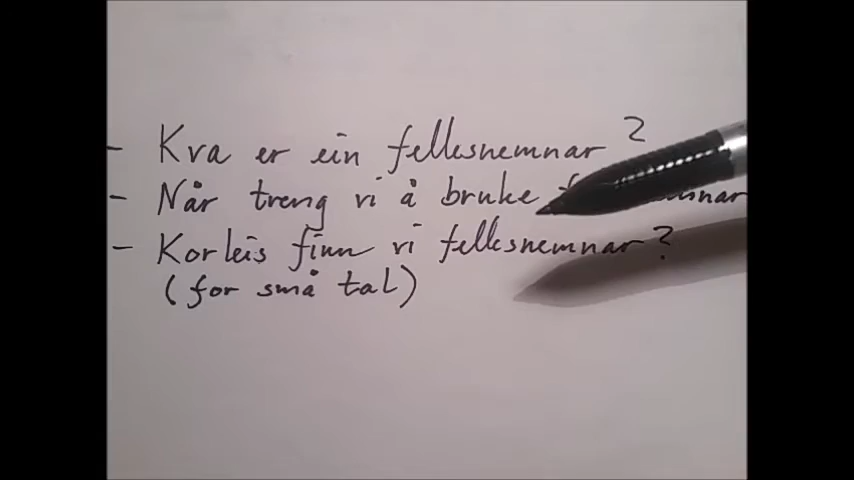 - Kva er ein fellesnemnar?
- Når treng vi å bruke
- Korleis finn vi fellesnemnar?
(for små tal)